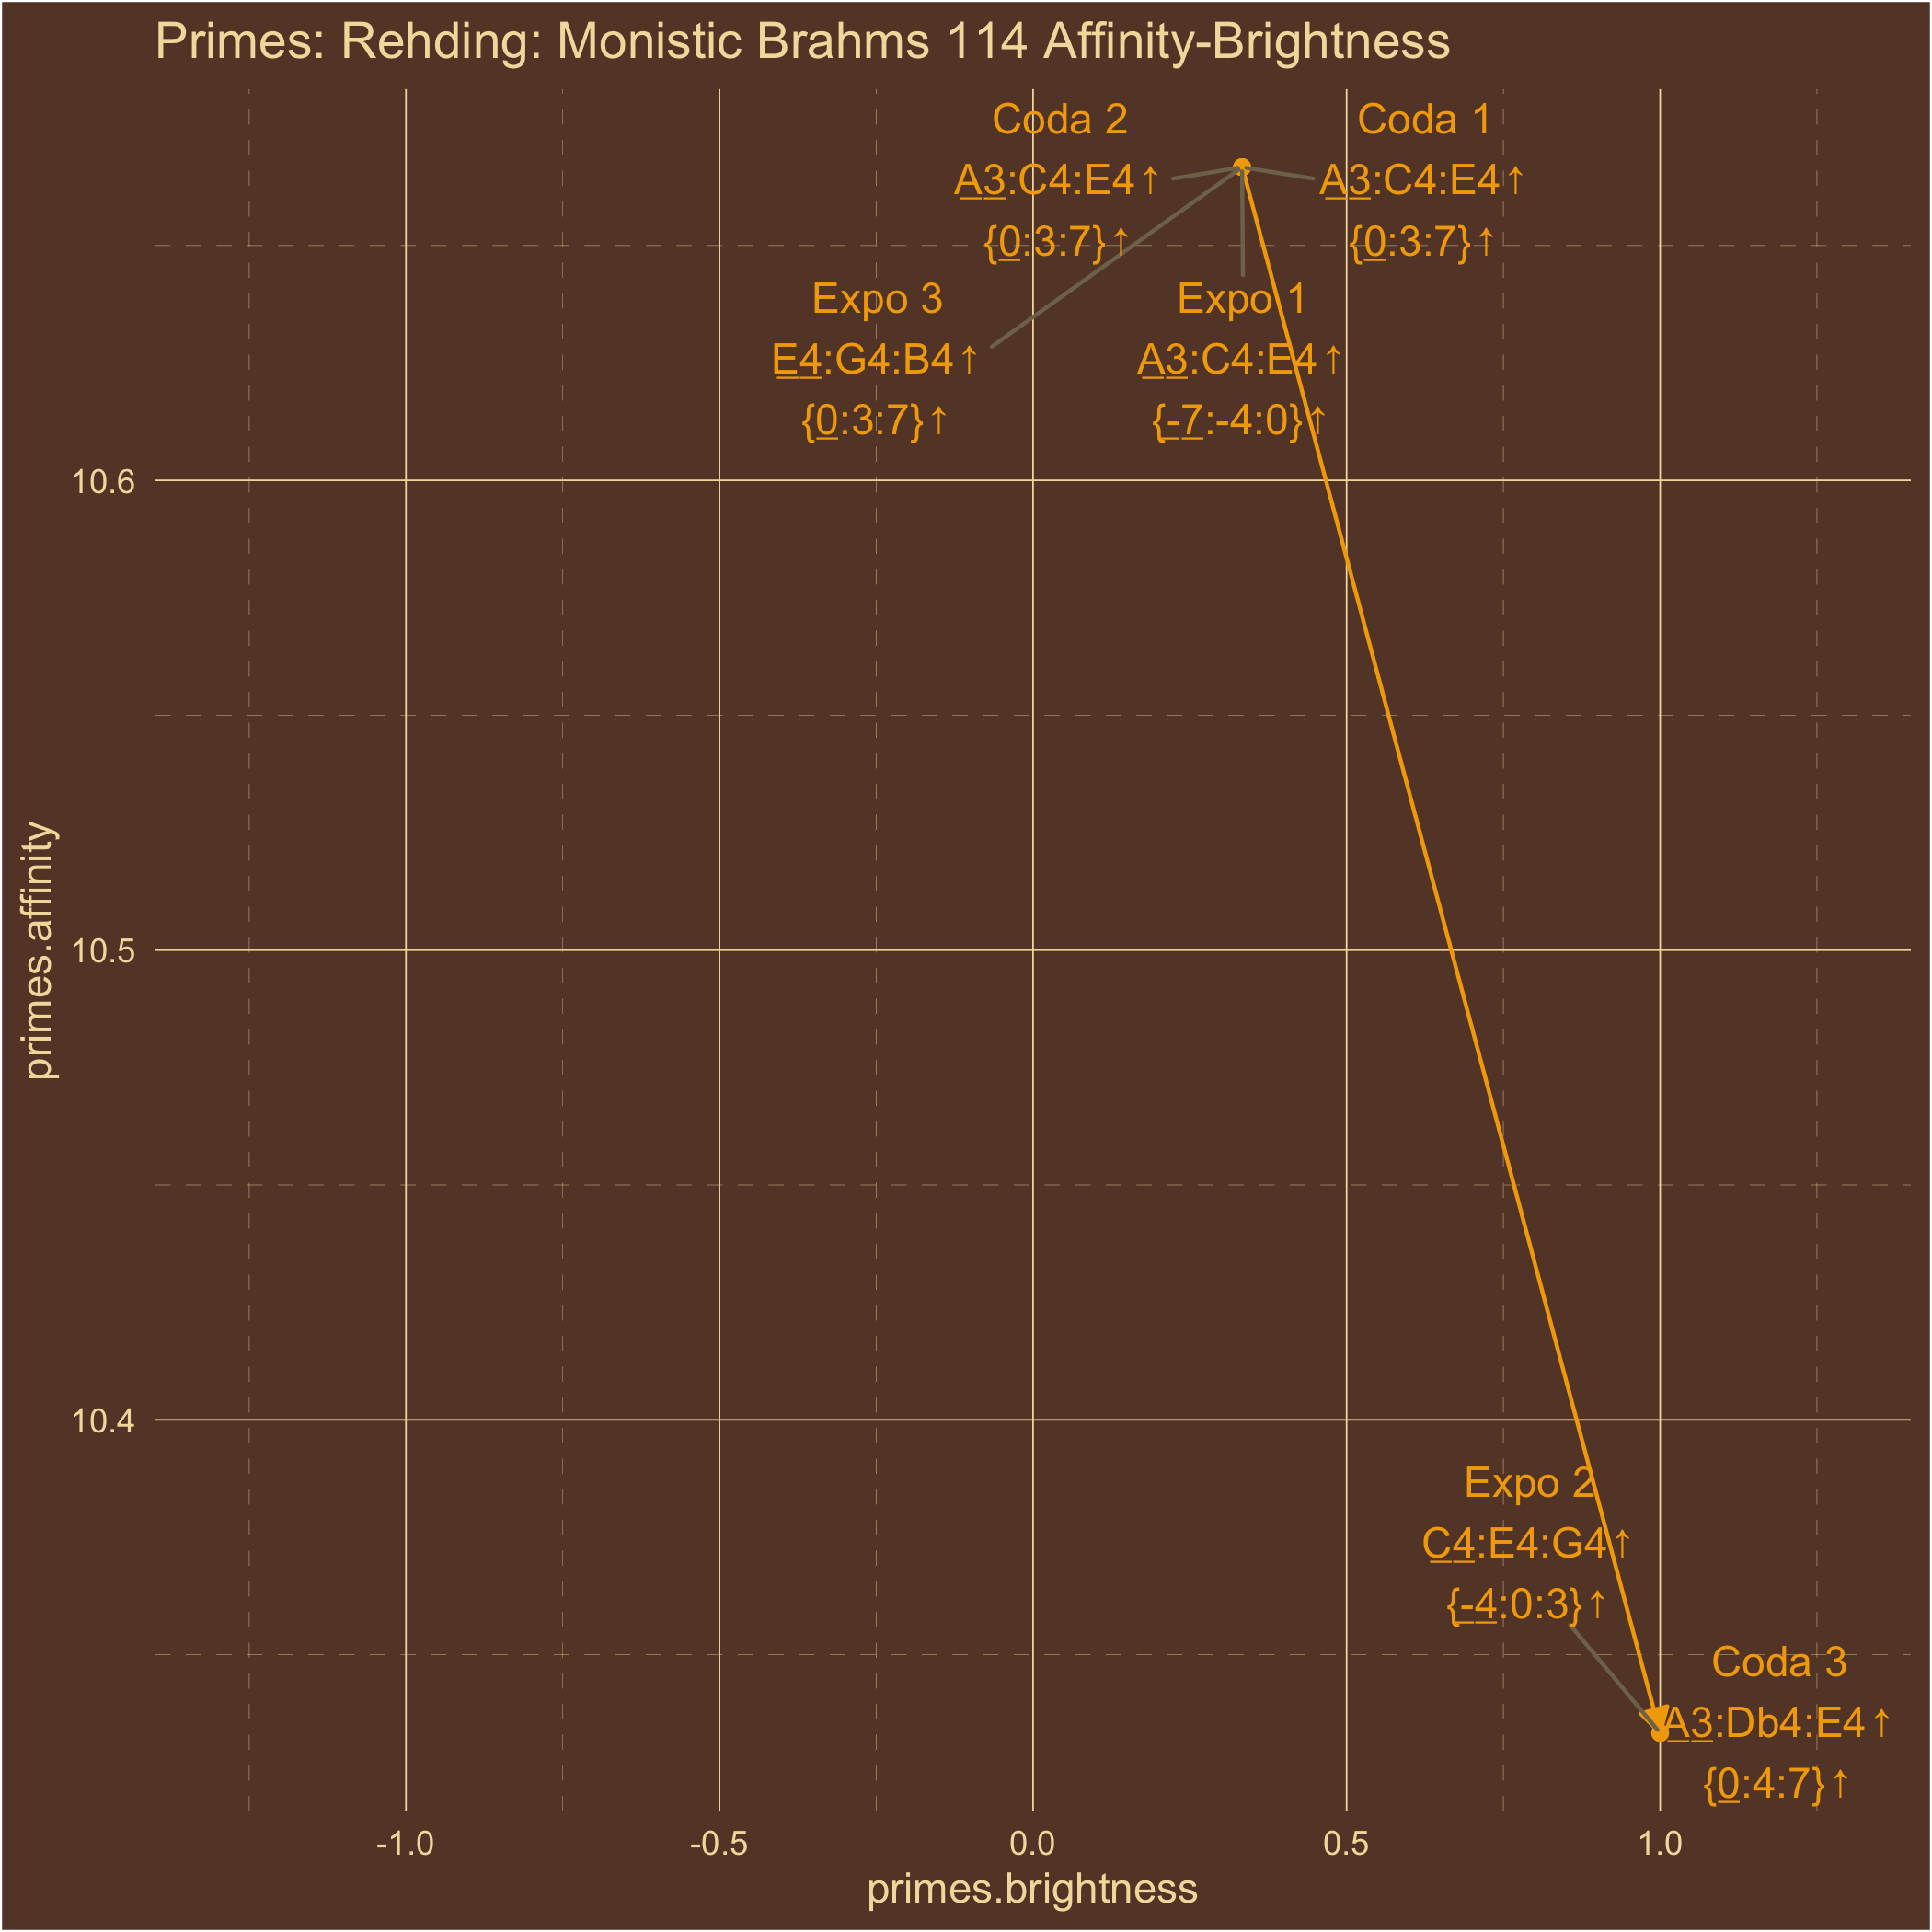 Primes: Rehding: Monistic Brahms 114 Affinity-Brightness
Coda 2
A3:C4:E4↑
{0:3:7}↑
Coda 1
A3:C4:E4↑
{0:3:7}↑
Expo 3
E4:G4:B4↑
{0:3:7}↑
Expo 1
A3:C4:E4↑
{-7:-4:0}↑
10.6
10.5
10.4
primes.affinity
Expo 2
C4:E4:G4↑
{-4:0:3}↑
Coda 3
A3:Db4:E4↑
{0:4:7}↑
-1.0
-0.5
0.0
0.5
1.0
primes.brightness